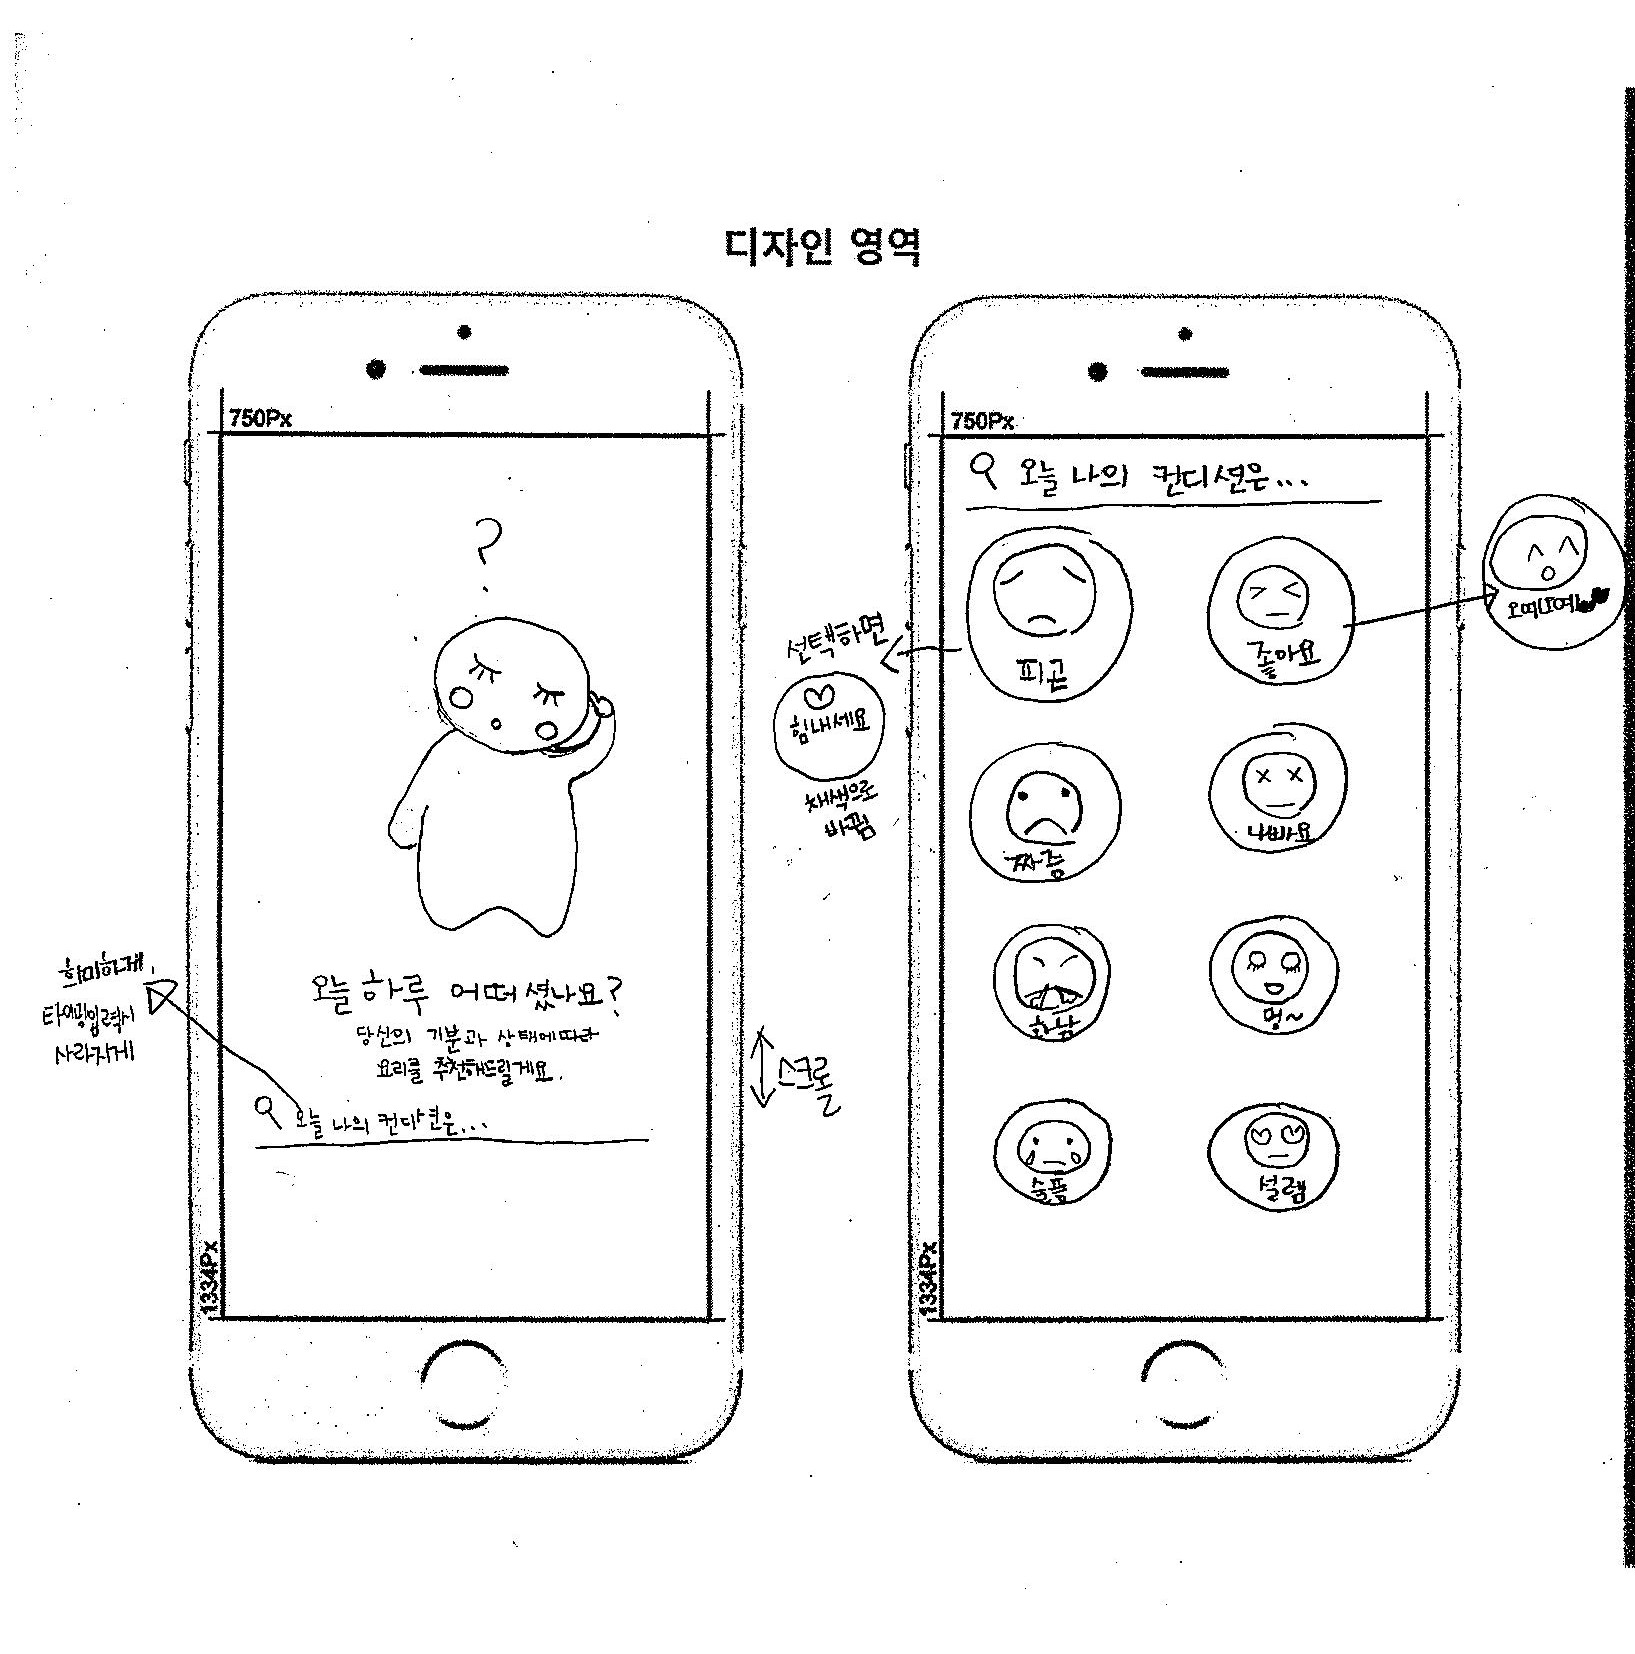 디자인 영역
750Px
?
오늘 하루 어떠셨나요?
당신의 기분과 상태에따라
요리를 추천해드릴게요.
오늘 나의 컨디션은...
1334Px
희미하게,
타이핑입력시
사라지게
스크롤
750Px
오늘 나의 컨디션은...
피곤
좋아요
짜증
나빠요
화남
멍~
슬픔
설렘
1334Px
선택하면
힘내세요
채색으로
바뀜